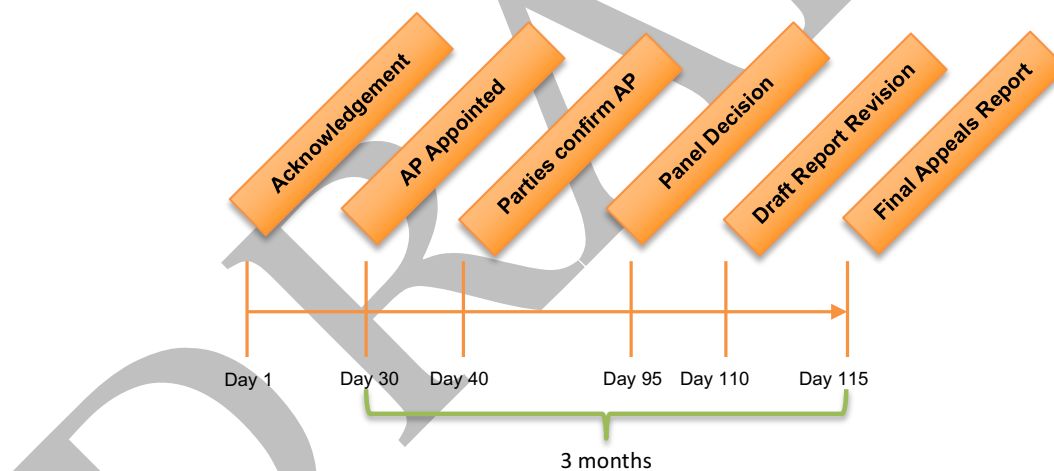 Acknowledgement
AP Appointed
Parties confirm AP
Panel Decision
Draft Report Revision
Final Appeals Report
Day 1
Day 30
Day 40
Day 95
Day 110
Day 115
3 months